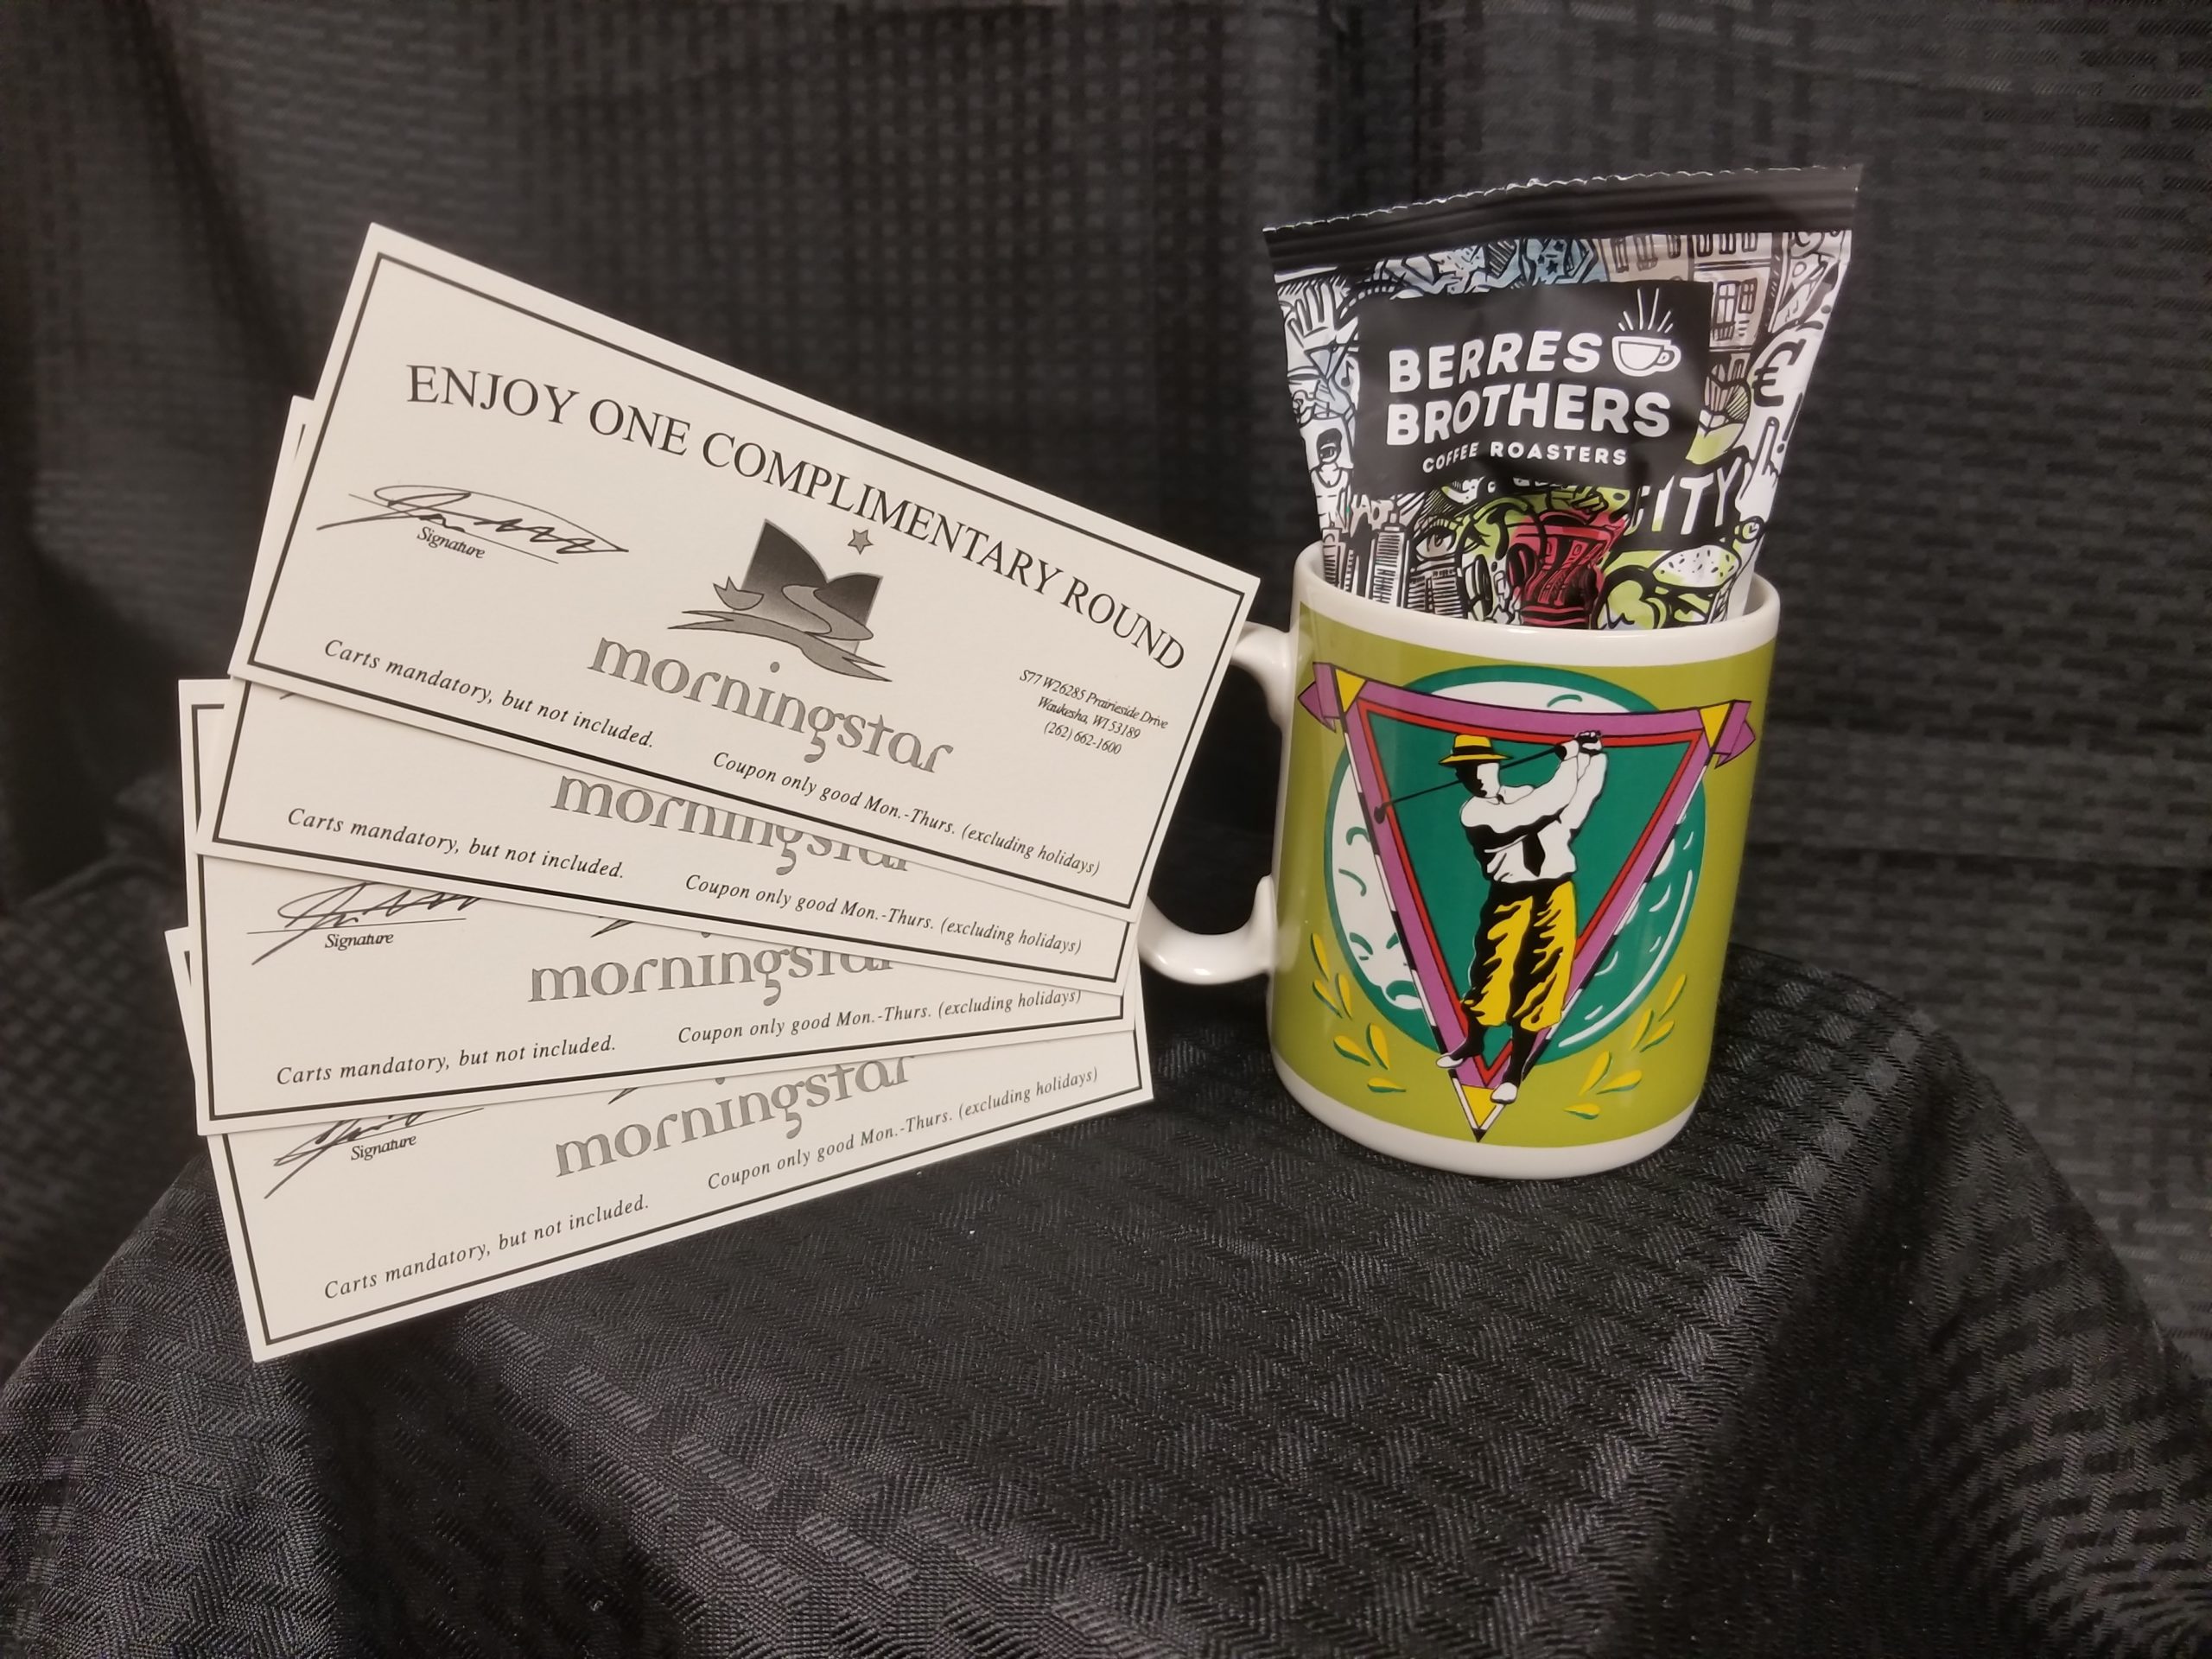 ENJOY ONE COMPLIMENTARY ROUND
Signature
morningstar
S77 W26285 Prairieside Drive
Waukesha, WI 53189
(262) 662-1600
Carts mandatory, but not included.
Coupon only good Mon.-Thurs. (excluding holidays)
morningstar
Carts mandatory, but not included.
Coupon only good Mon.-Thurs. (excluding holidays)
Signature
morningstar
Carts mandatory, but not included.
Coupon only good Mon.-Thurs. (excluding holidays)
Signature
morningstar
Carts mandatory, but not included.
Coupon only good Mon.-Thurs. (excluding holidays)
BERRES
BROTHERS
COFFEE ROASTERS
€
CITY